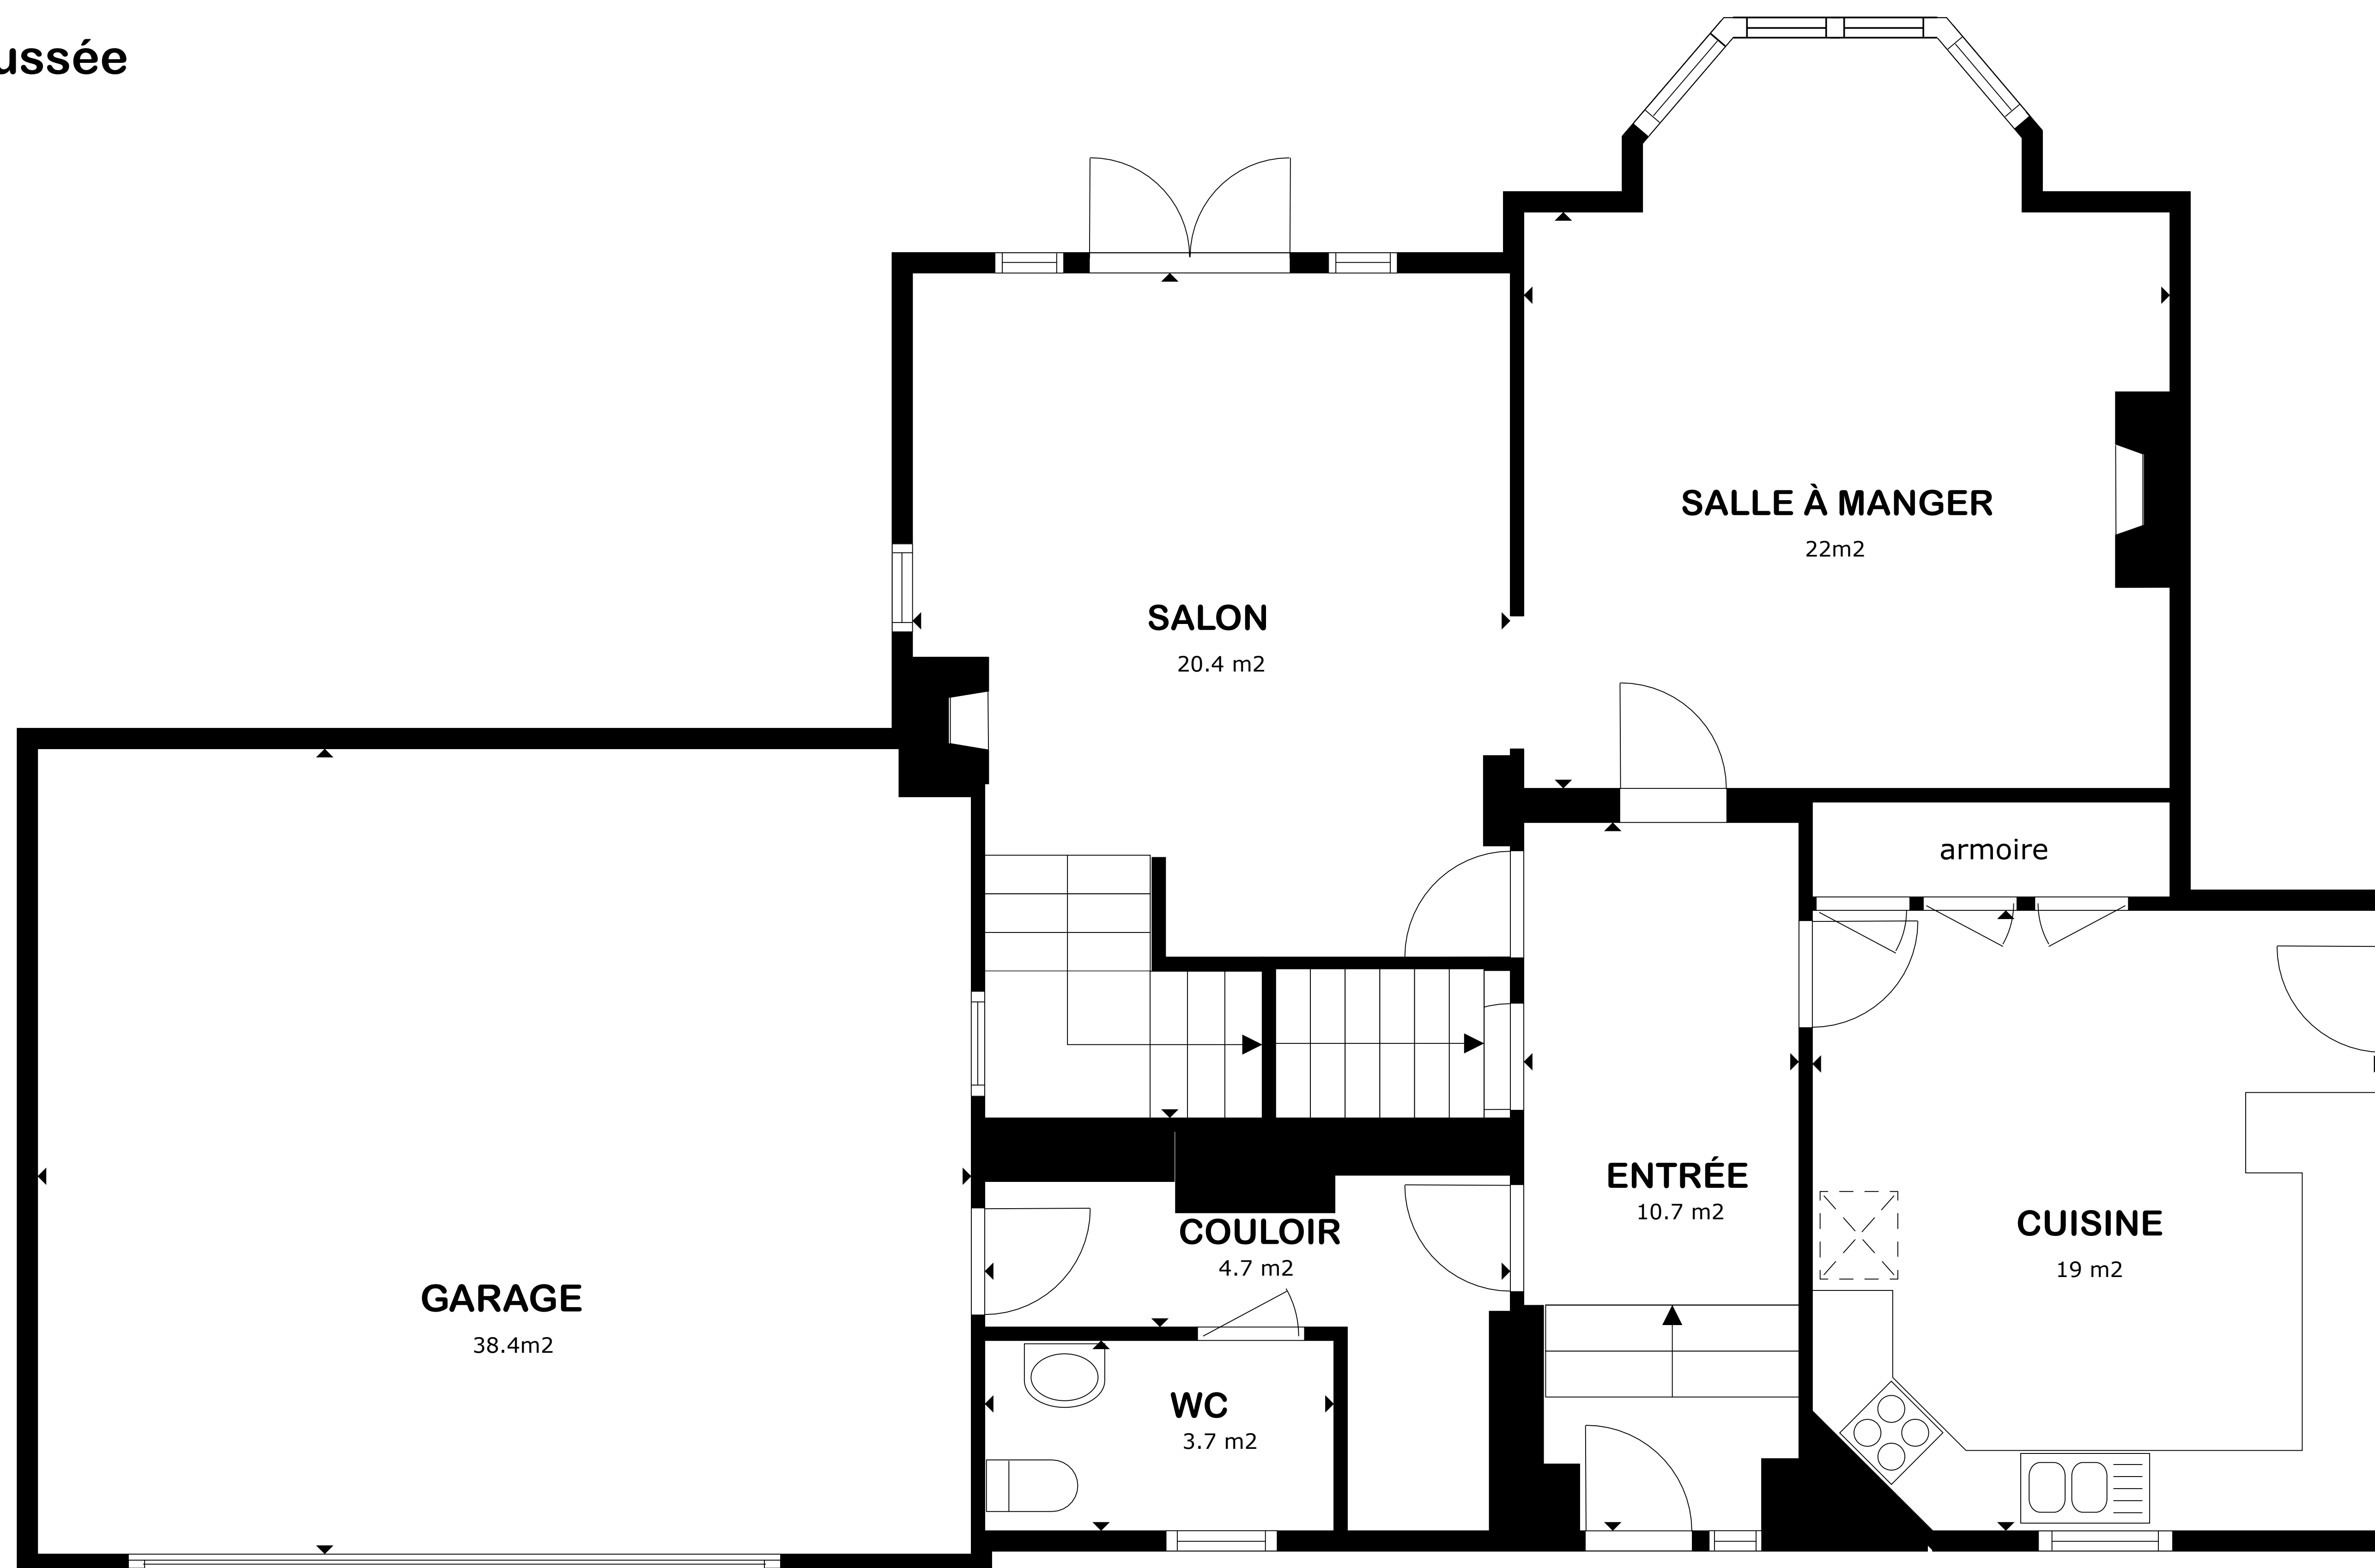 ussée
SALLE À MANGER
22m2
SALON
20.4 m2
armoire
ENTRÉE
10.7 m2
CUISINE
19 m2
COULOIR
4.7 m2
GARAGE
38.4m2
WC
3.7 m2